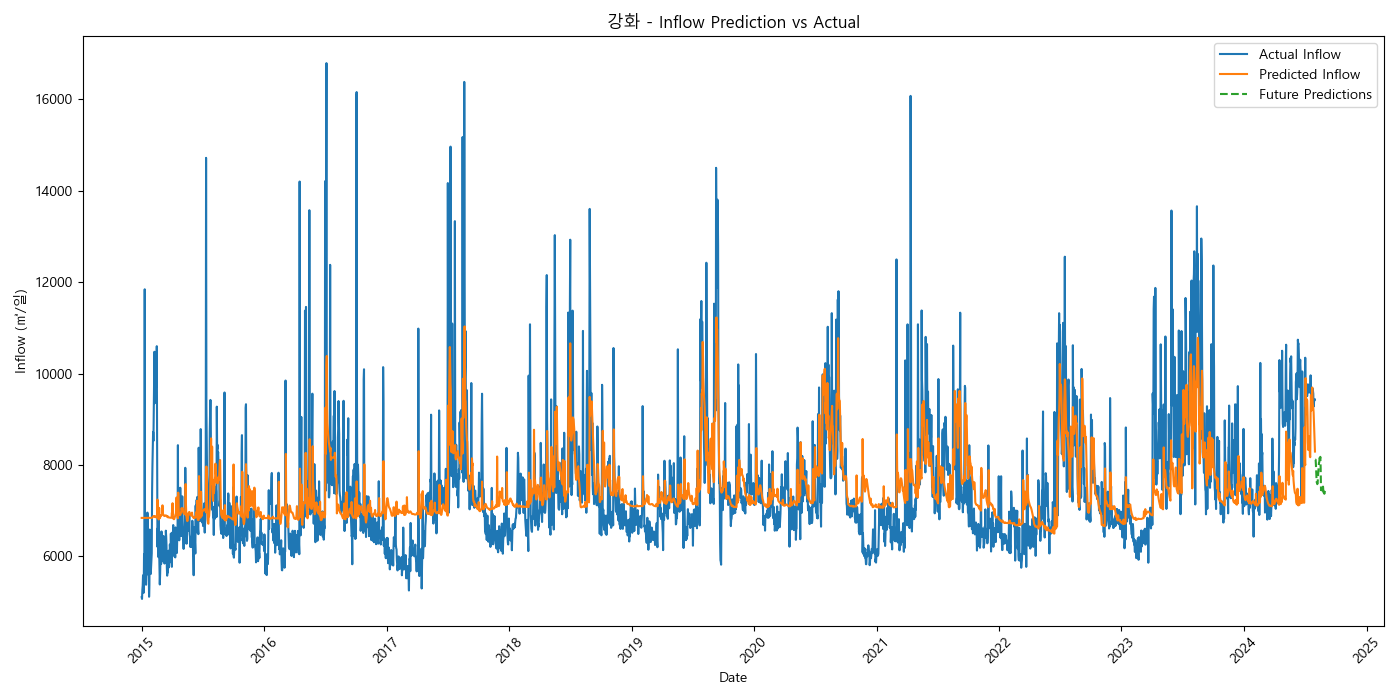 강화 - Inflow Prediction vs Actual
Actual Inflow
Predicted Inflow
Future Predictions
Inflow (㎥/일)
16000
14000
12000
10000
8000
6000
2015
2016
2017
2018
2019
2020
2021
2022
2023
2024
2025
Date